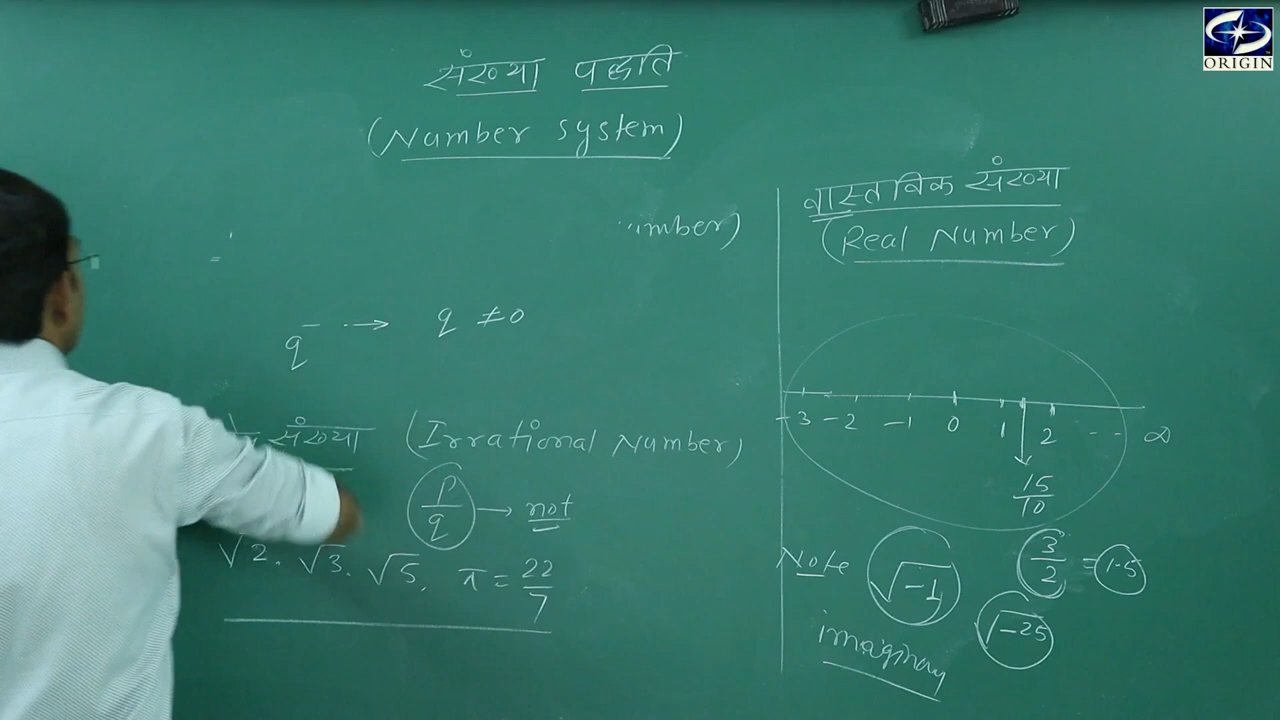 संख्या पद्धति
(Number system)
q → q ≠ 0
संख्या (Irrational Number)
p/q → not
√2, √3, √5, π = 22/7
वास्तविक संख्या
(Real Number)
-3 -2 -1 0 1 2 -- ∞
15/10
Note √-1 3/2 = 1.5
√-25
imaginary
ORIGIN